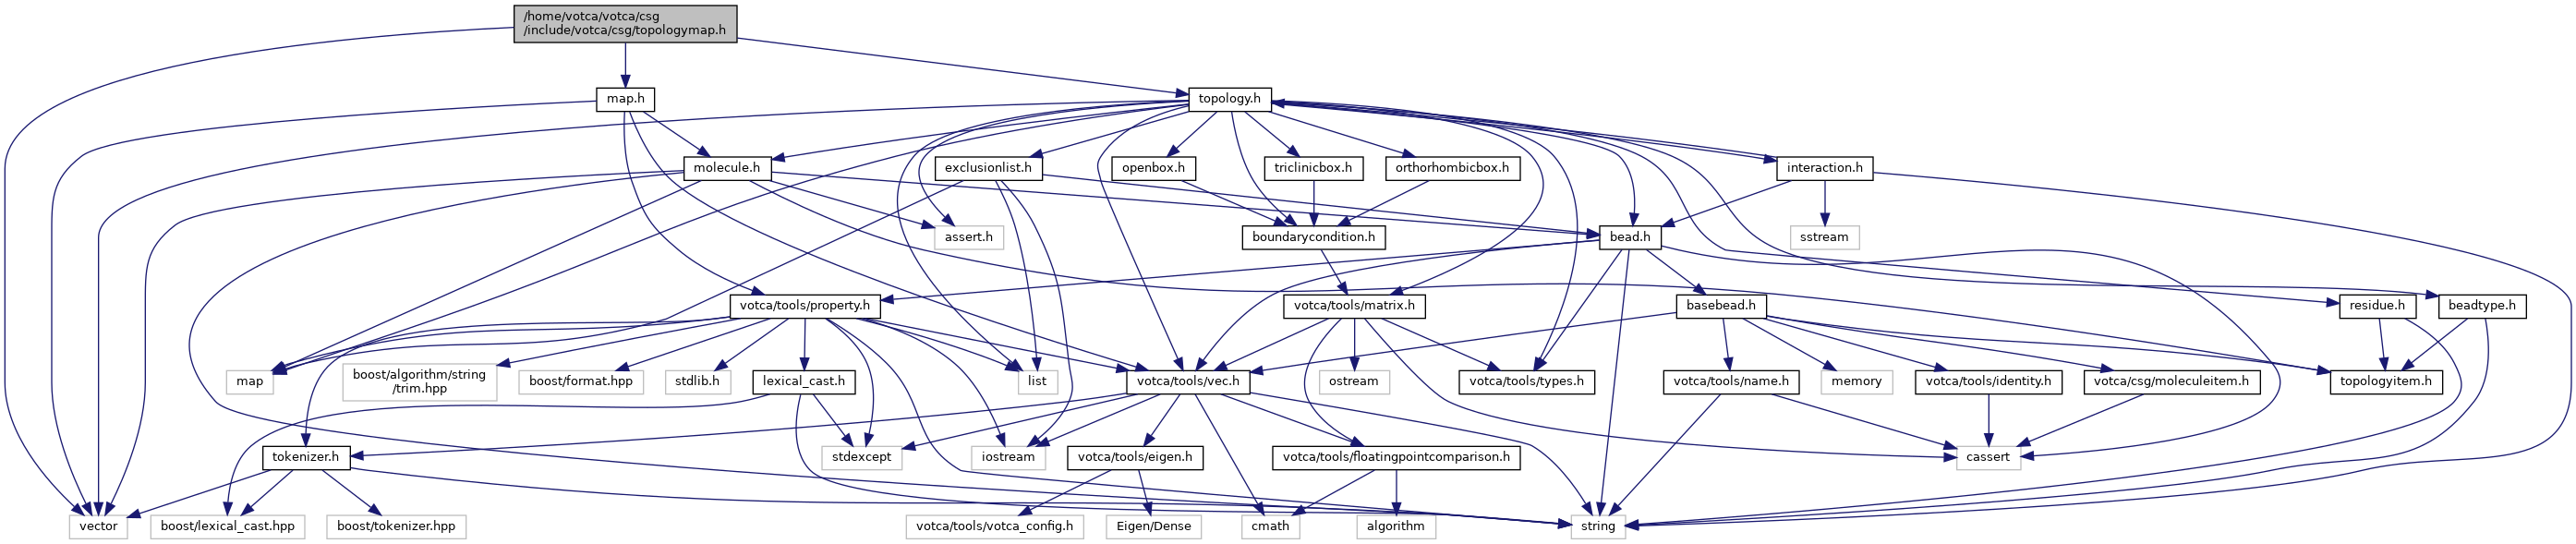 /home/votca/votca/csg
/include/votca/csg/topologymap.h
map.h
topology.h
molecule.h
exclusionlist.h
openbox.h
triclinicbox.h
orthorhombicbox.h
interaction.h
assert.h
boundarycondition.h
bead.h
sstream
votca/tools/property.h
votca/tools/matrix.h
basebead.h
residue.h
beadtype.h
map
boost/algorithm/string
/trim.hpp
boost/format.hpp
stdlib.h
lexical_cast.h
list
votca/tools/vec.h
ostream
votca/tools/types.h
votca/tools/name.h
memory
votca/tools/identity.h
votca/csg/moleculeitem.h
topologyitem.h
tokenizer.h
stdexcept
iostream
votca/tools/eigen.h
votca/tools/floatingpointcomparison.h
cassert
vector
boost/lexical_cast.hpp
boost/tokenizer.hpp
votca/tools/votca_config.h
Eigen/Dense
cmath
algorithm
string